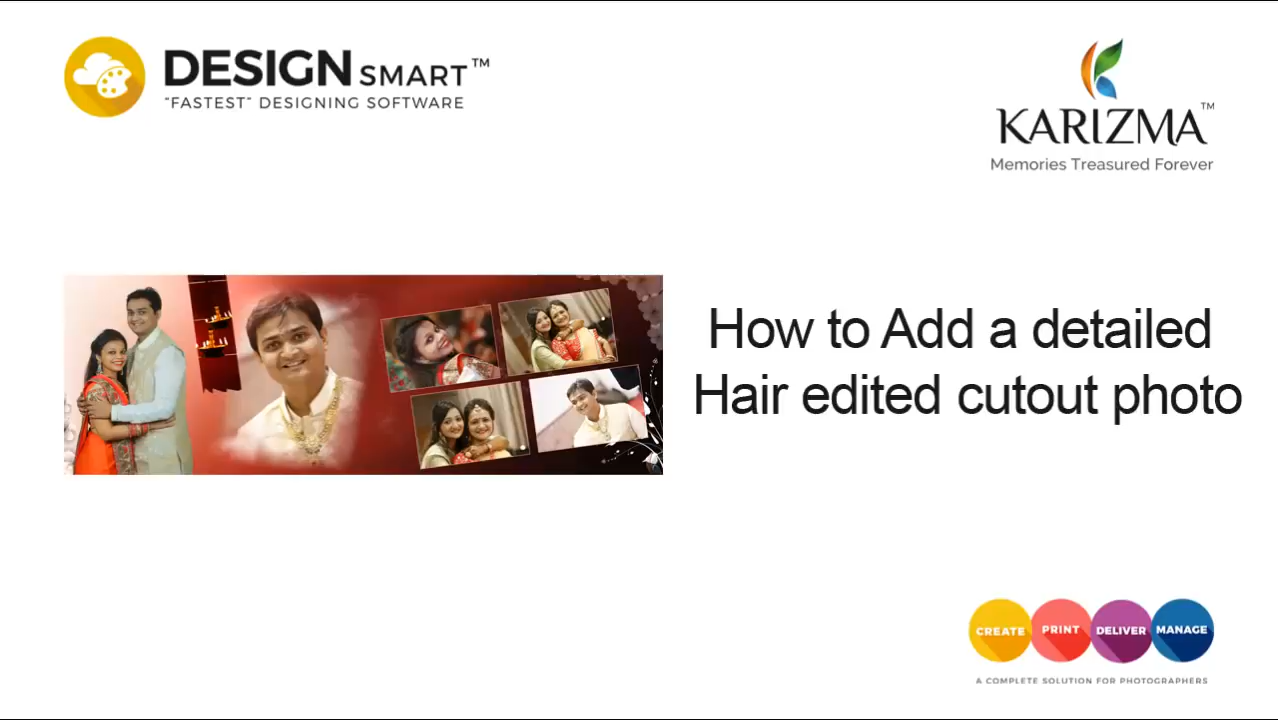 DESIGN SMART™
"FASTEST" DESIGNING SOFTWARE
KARIZMA™
Memories Treasured Forever
How to Add a detailed
Hair edited cutout photo
CREATE PRINT DELIVER MANAGE
A COMPLETE SOLUTION FOR PHOTOGRAPHERS